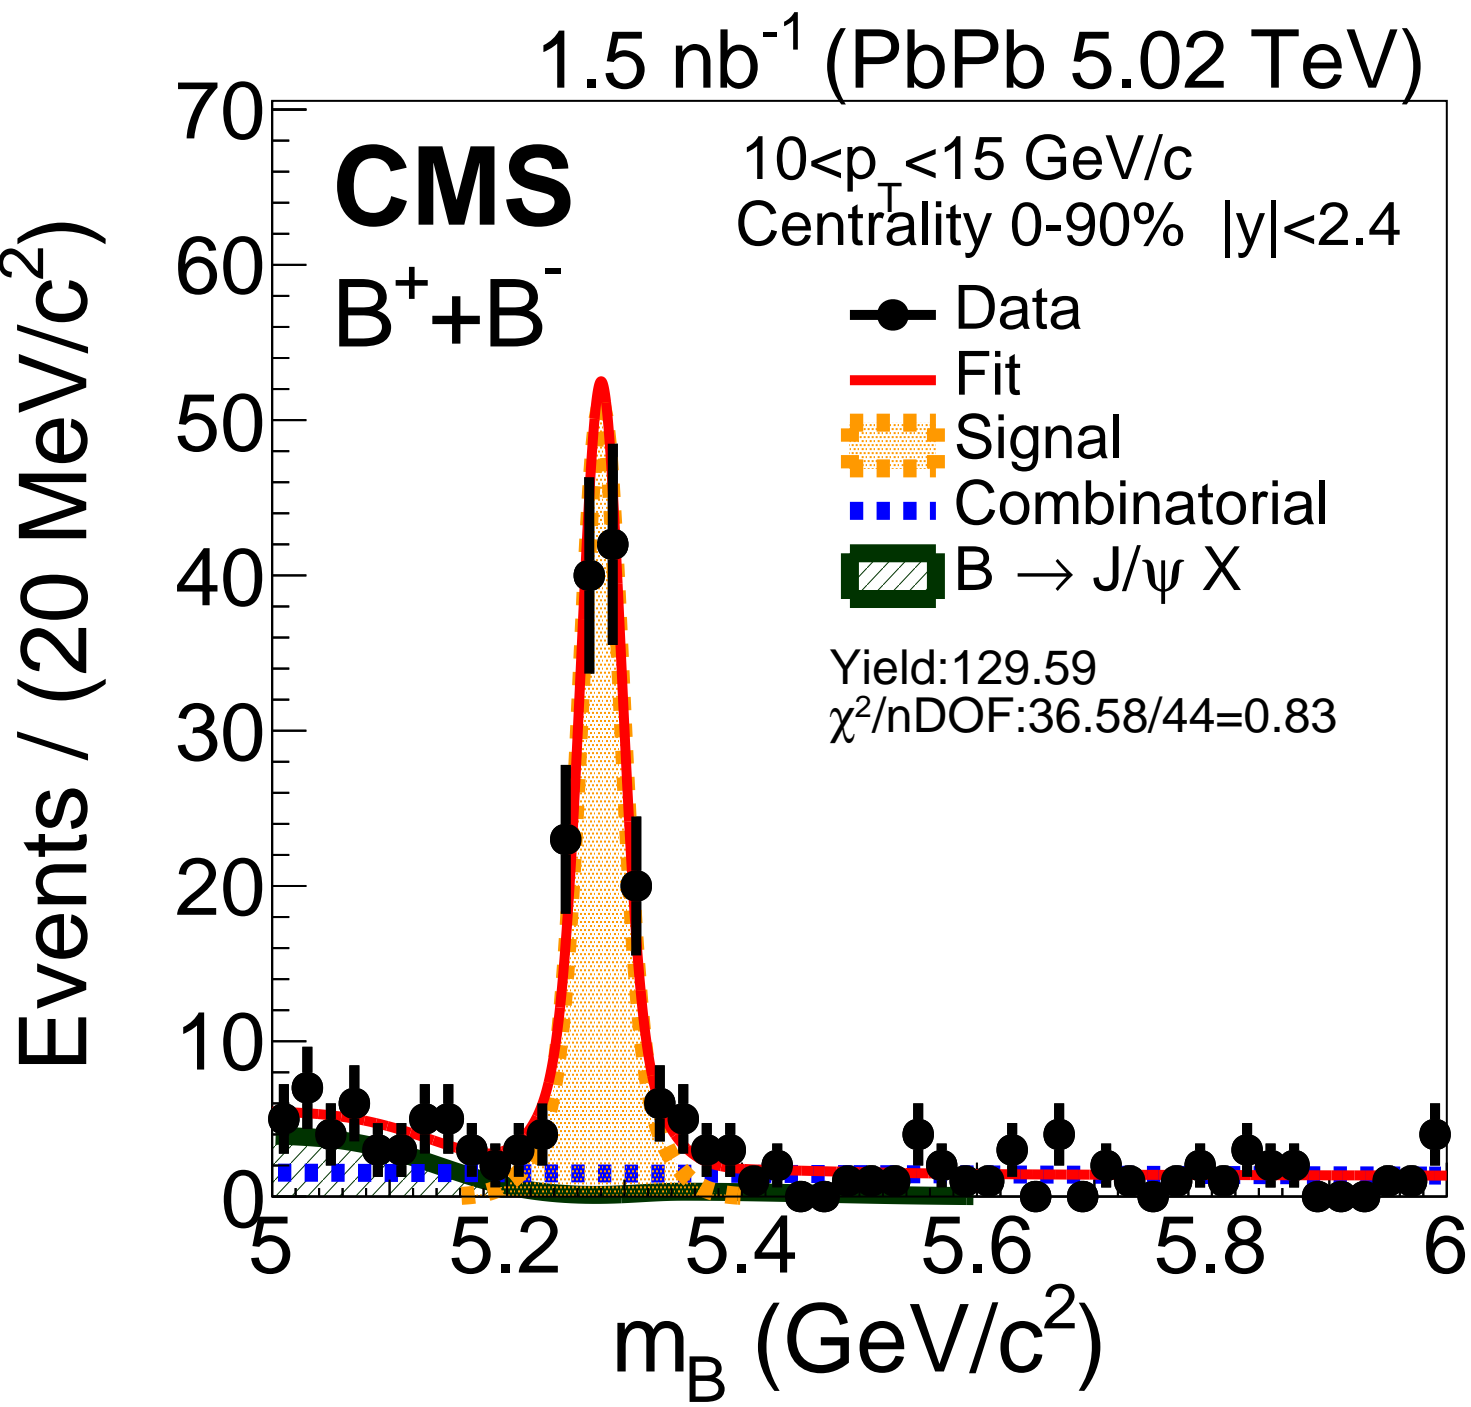 1.5 nb⁻¹ (PbPb 5.02 TeV)
CMS
B⁺+B⁻
10<p_T<15 GeV/c
Centrality 0-90% |y|<2.4
Data
Fit
Signal
Combinatorial
B → J/ψ X
Yield:129.59
χ²/nDOF:36.58/44=0.83
Events / (20 MeV/c²)
70
60
50
40
30
20
10
0
5 5.2 5.4 5.6 5.8 6
m_B (GeV/c²)